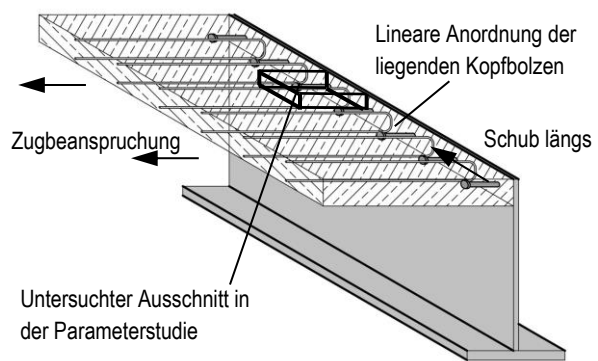 Lineare Anordnung der
liegenden Kopfbolzen
Zugbeanspruchung
Schub längs
Untersuchter Ausschnitt in
der Parameterstudie